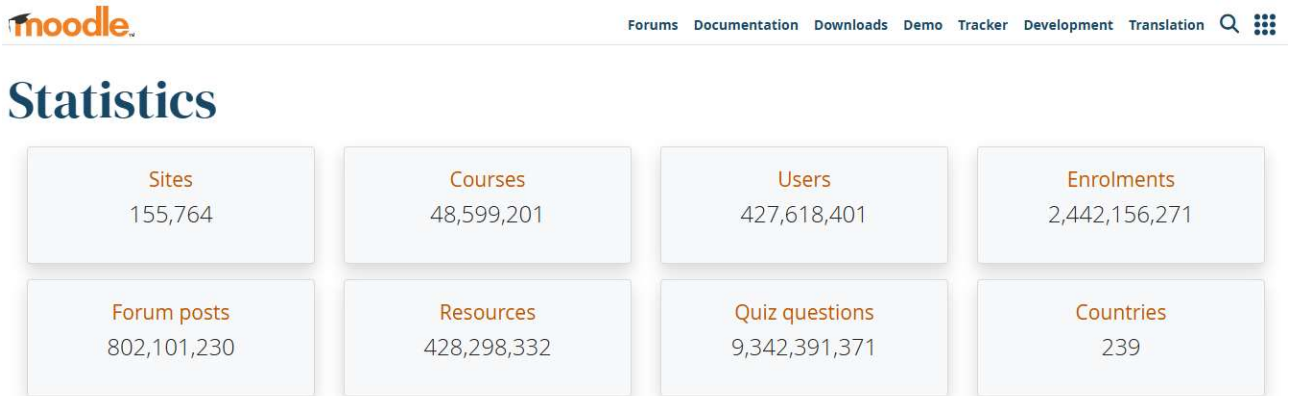 moodle
Forums Documentation Downloads Demo Tracker Development Translation
Statistics
Sites Courses Users Enrolments
155,764 48,599,201 427,618,401 2,442,156,271
Forum posts Resources Quiz questions Countries
802,101,230 428,298,332 9,342,391,371 239